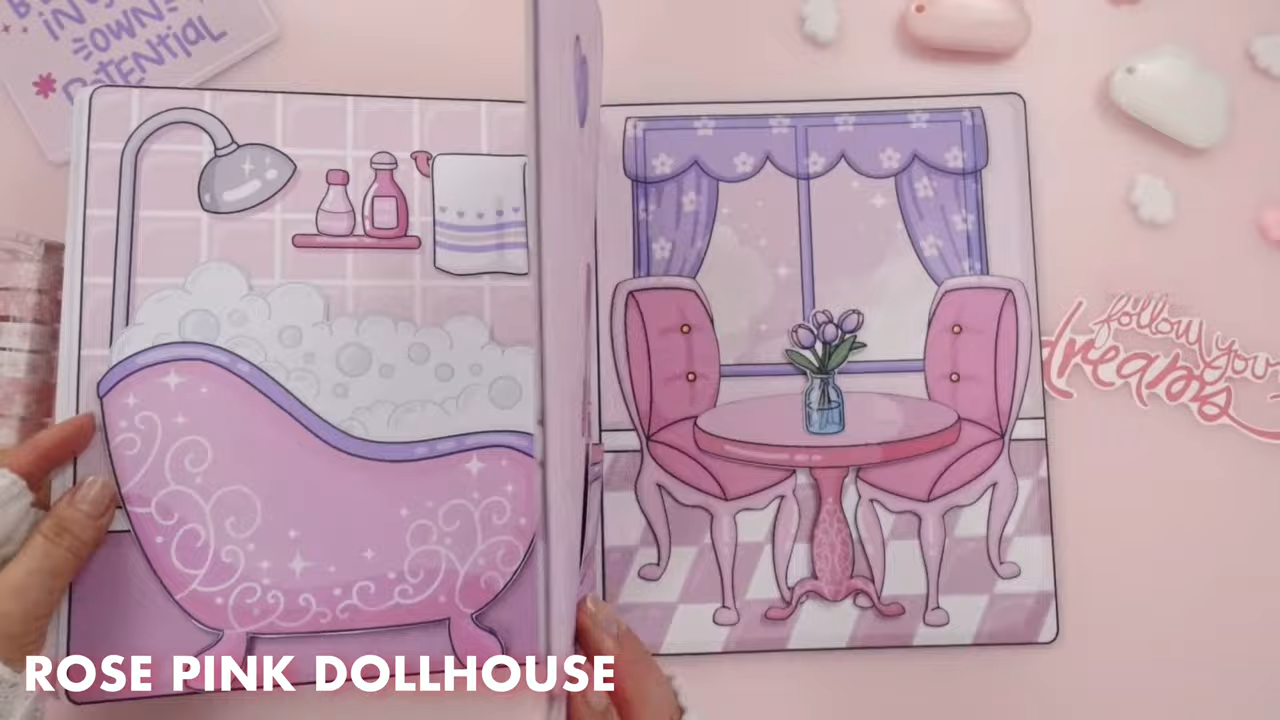 IN
OWN
POTENTIAL
follow your
dreams
ROSE PINK DOLLHOUSE